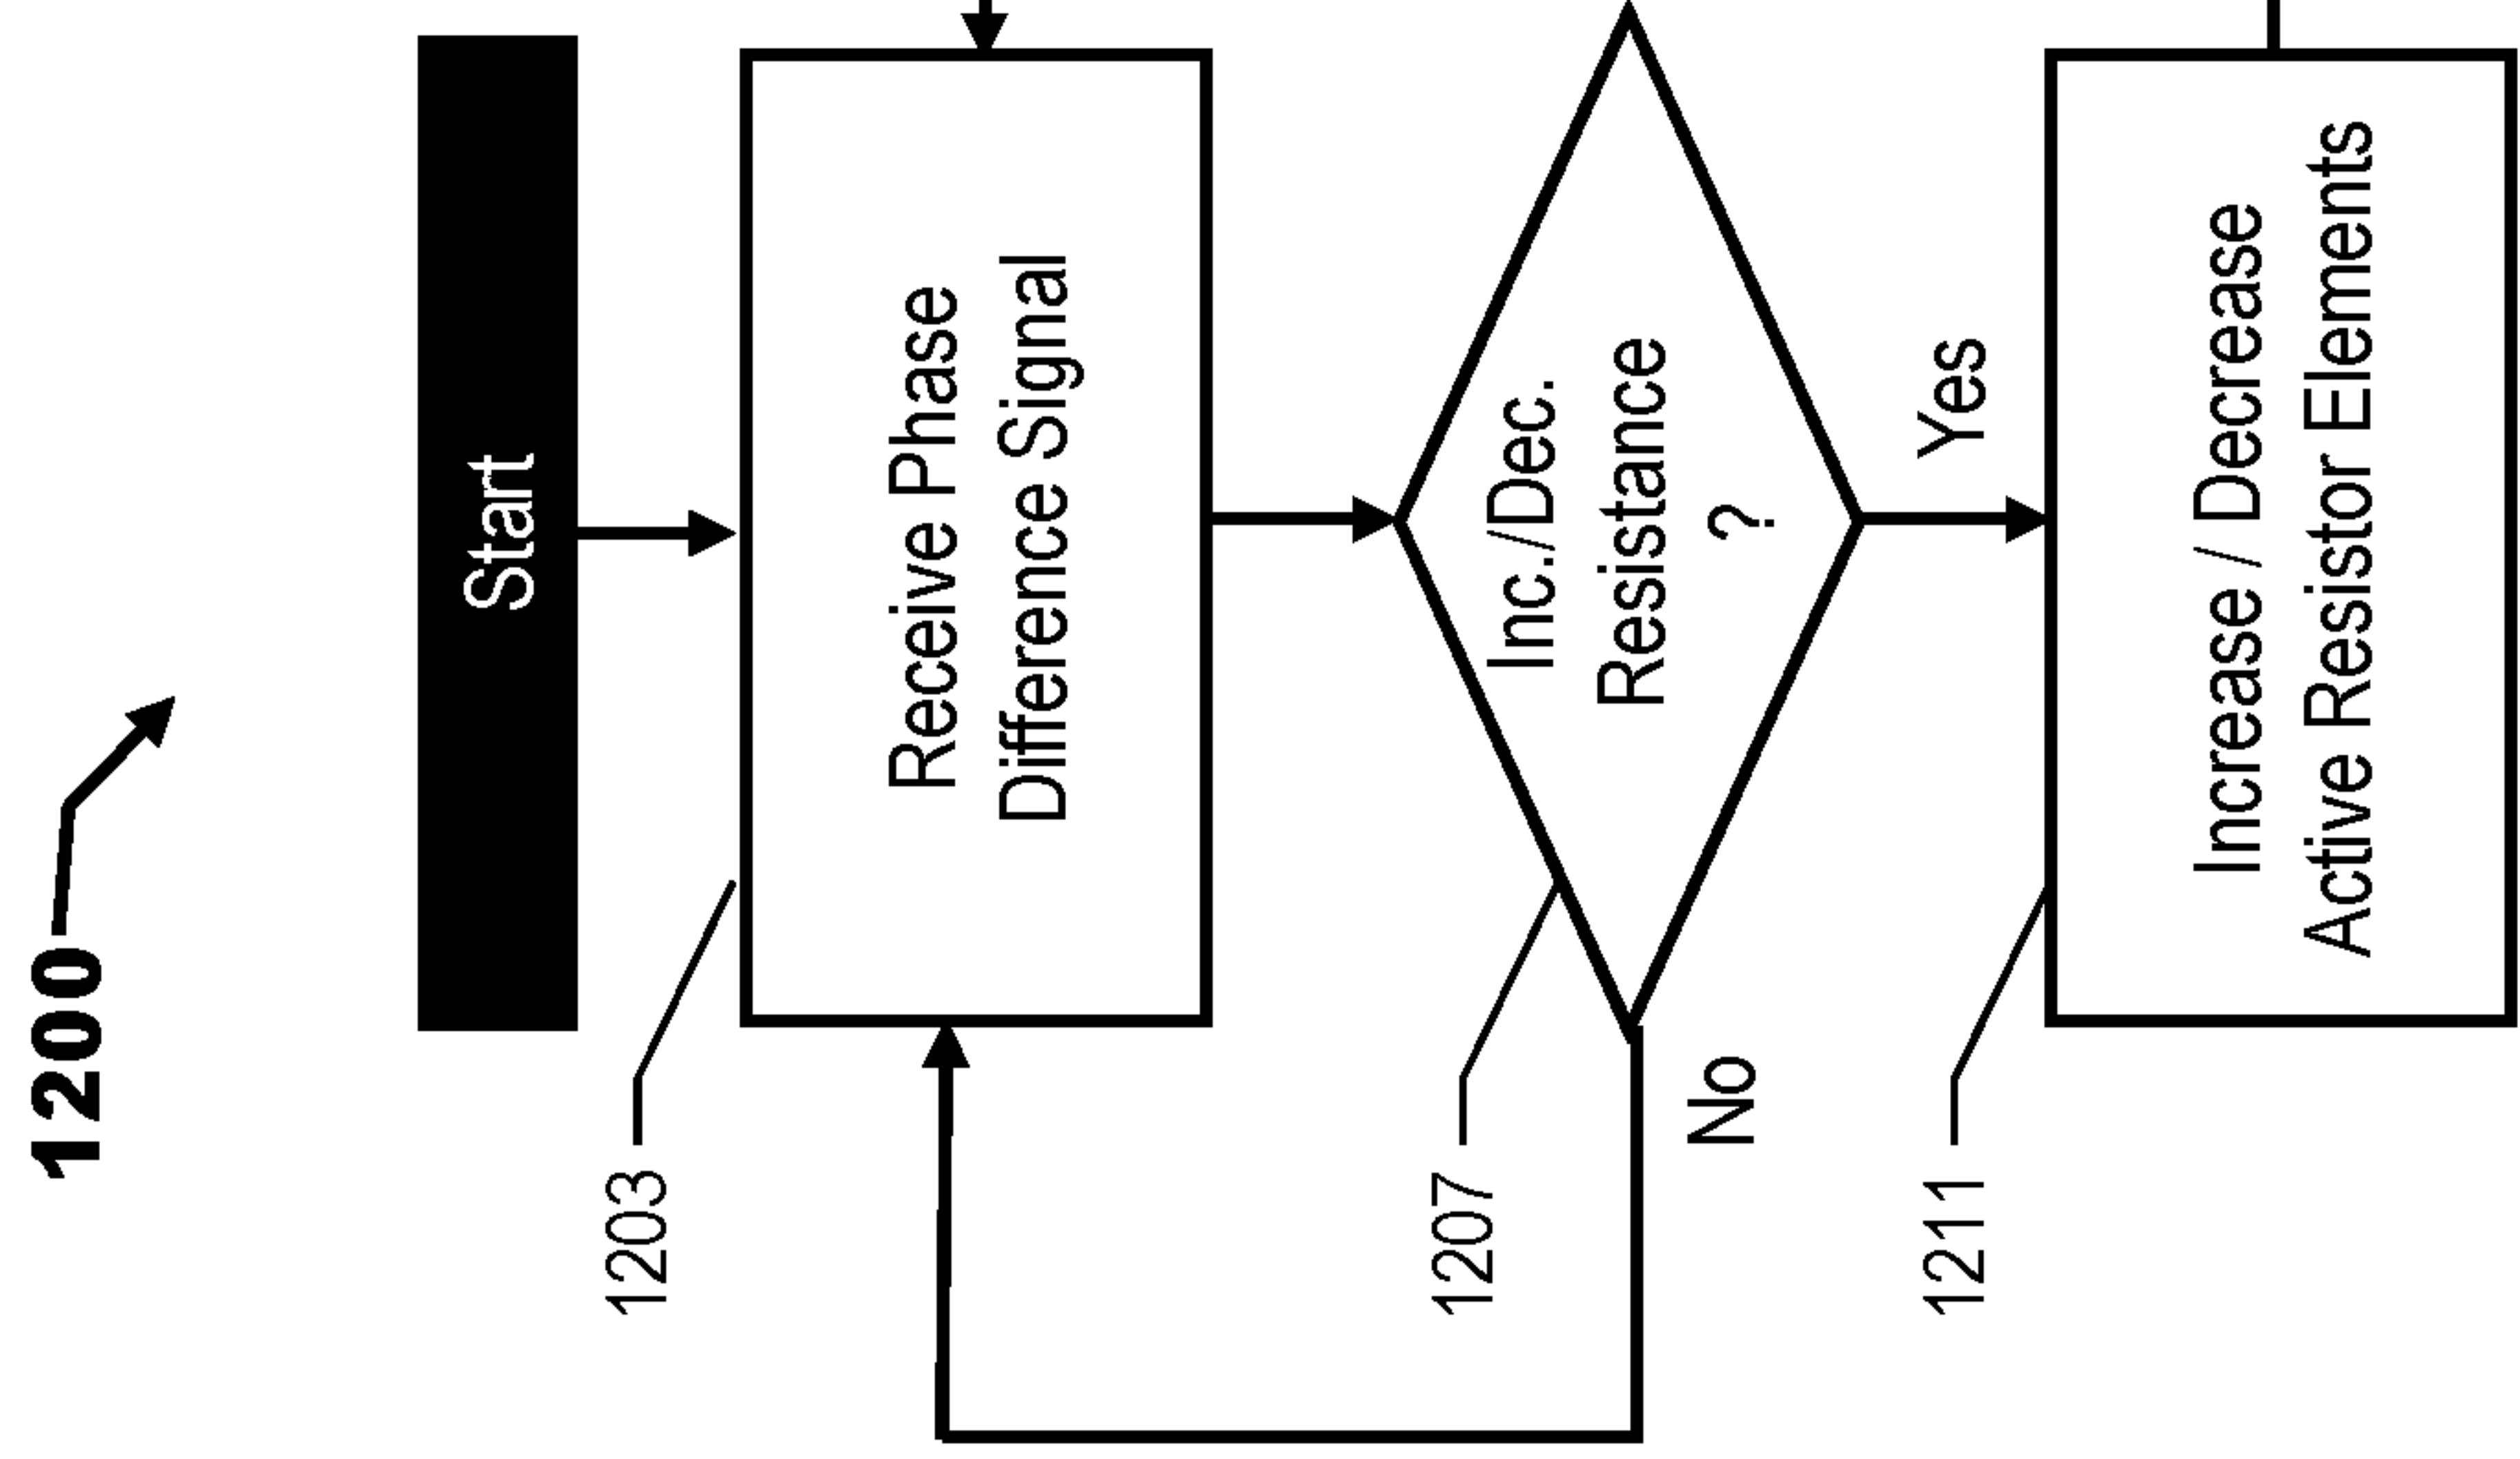 1200
Start
1203
Receive Phase
Difference Signal
1207
Inc./Dec.
Resistance
?
No
Yes
1211
Increase / Decrease
Active Resistor Elements